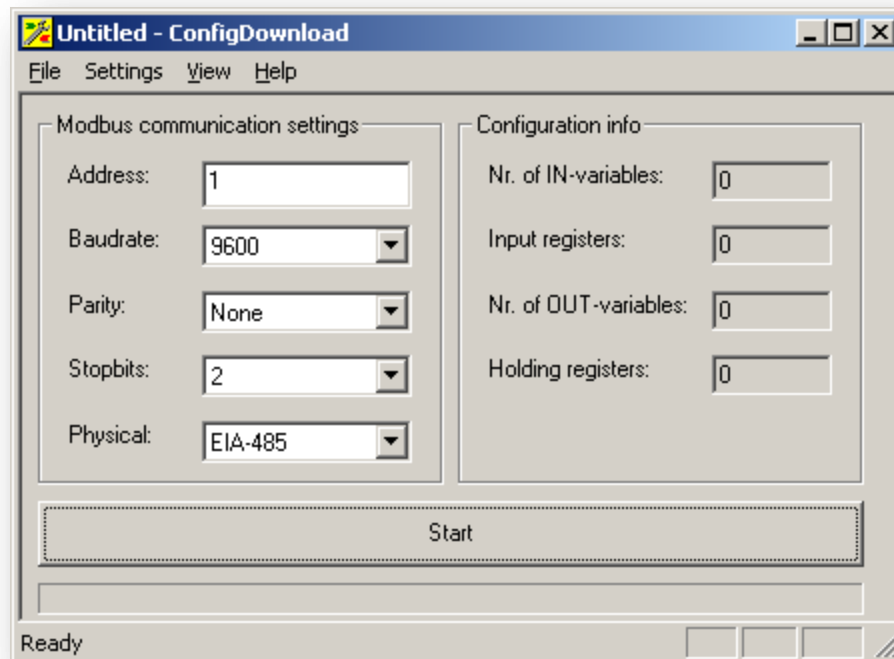 Untitled - ConfigDownload
File Settings View Help
Modbus communication settings
Address: 1
Baudrate: 9600
Parity: None
Stopbits: 2
Physical: EIA-485
Configuration info
Nr. of IN-variables: 0
Input registers: 0
Nr. of OUT-variables: 0
Holding registers: 0
Start
Ready